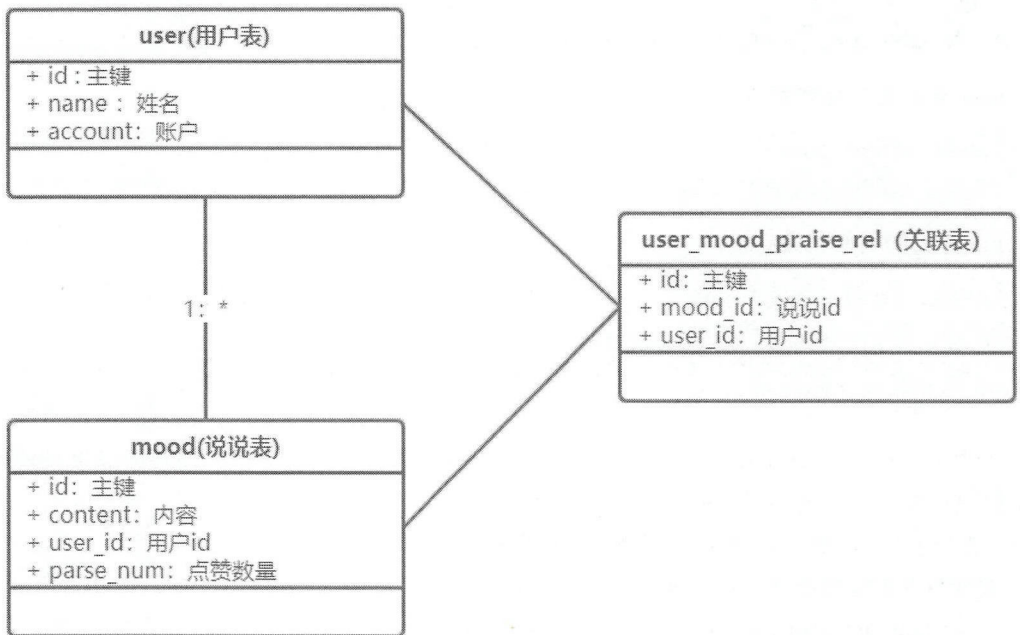 user(用户表)
+ id : 主键
+ name : 姓名
+ account: 账户
1: *
user_mood_praise_rel (关联表)
+ id: 主键
+ mood_id: 说说id
+ user_id: 用户id
mood(说说表)
+ id: 主键
+ content: 内容
+ user_id: 用户id
+ parse_num: 点赞数量